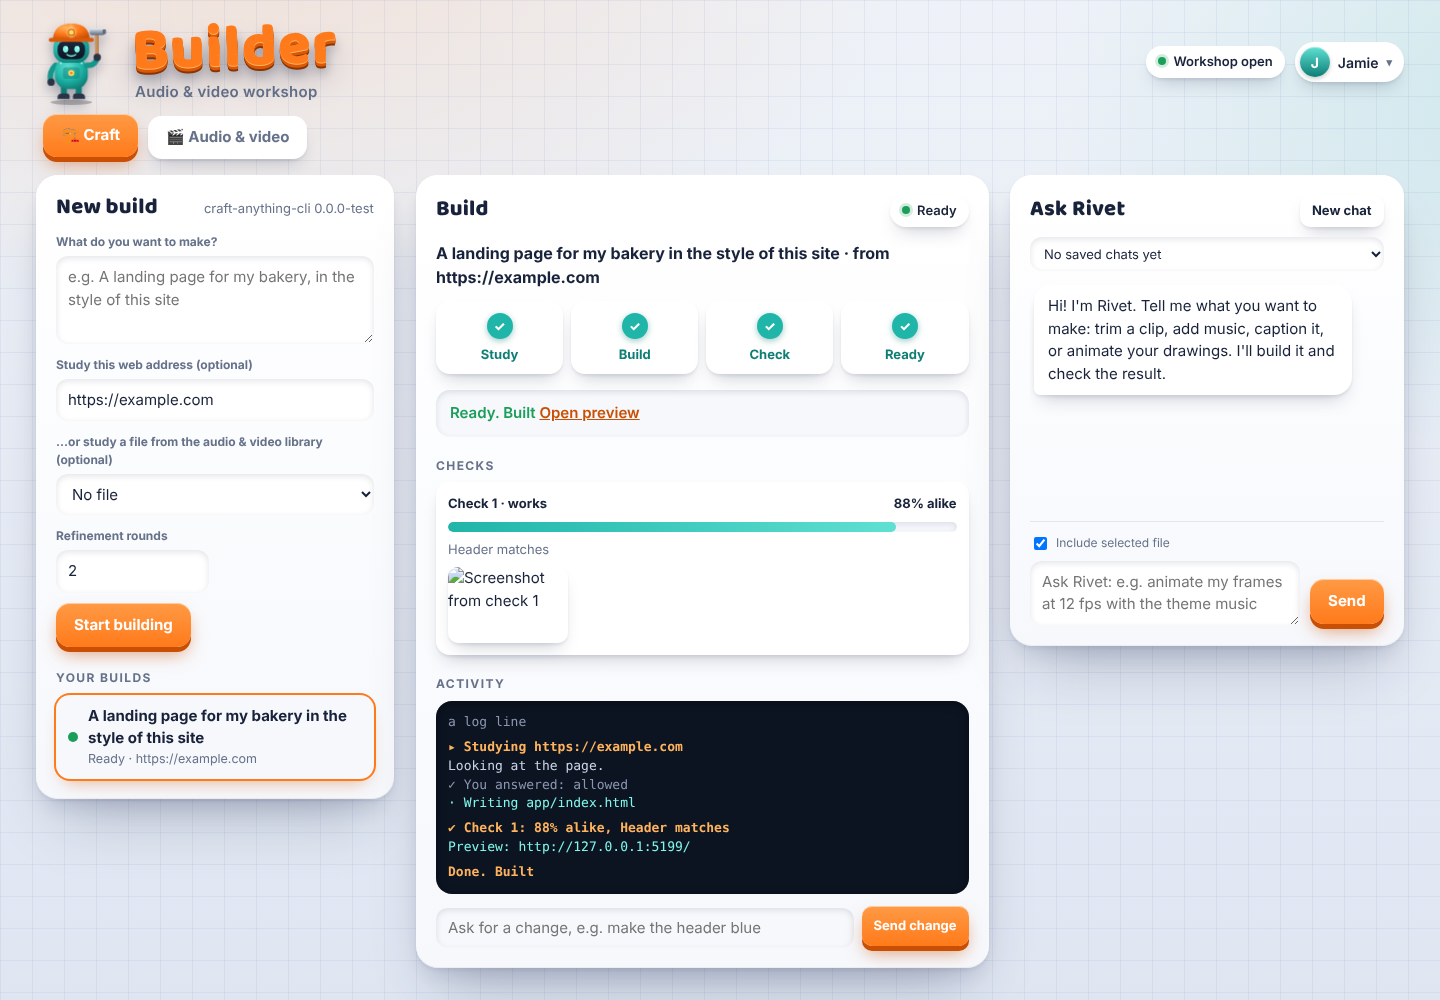 Builder
Audio & video workshop
Workshop open
J
Jamie ▾
🏗️ Craft
🎬 Audio & video
New build
craft-anything-cli 0.0.0-test
What do you want to make?
e.g. A landing page for my bakery, in the
style of this site
Study this web address (optional)
https://example.com
...or study a file from the audio & video library
(optional)
No file
Refinement rounds
2
Start building
YOUR BUILDS
A landing page for my bakery in the
style of this site
Ready · https://example.com
Build
Ready
A landing page for my bakery in the style of this site · from
https://example.com
Study
Build
Check
Ready
Ready. Built Open preview
CHECKS
Check 1 · works
88% alike
Header matches
Screenshot
from check 1
ACTIVITY
a log line
▸ Studying https://example.com
Looking at the page.
✓ You answered: allowed
· Writing app/index.html
✔ Check 1: 88% alike, Header matches
Preview: http://127.0.0.1:5199/
Done. Built
Ask for a change, e.g. make the header blue
Send change
Ask Rivet
New chat
No saved chats yet
Hi! I'm Rivet. Tell me what you want to
make: trim a clip, add music, caption it,
or animate your drawings. I'll build it and
check the result.
Include selected file
Ask Rivet: e.g. animate my frames
at 12 fps with the theme music
Send